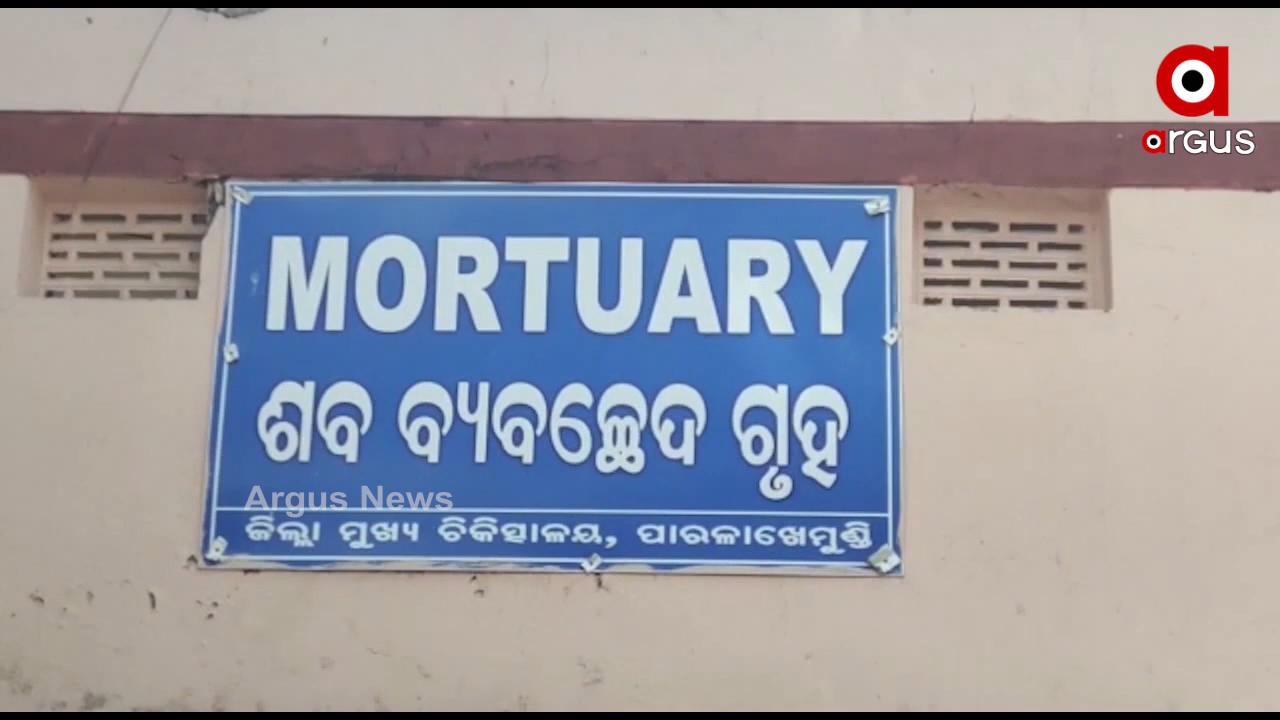 argus
MORTUARY
ଶବ ବ୍ୟବଚ୍ଛେଦ ଗୃହ
Argus News
ଜିଲ୍ଲା ମୁଖ୍ୟ ଚିକିତ୍ସାଳୟ, ପାରଳାଖେମୁଣ୍ଡି